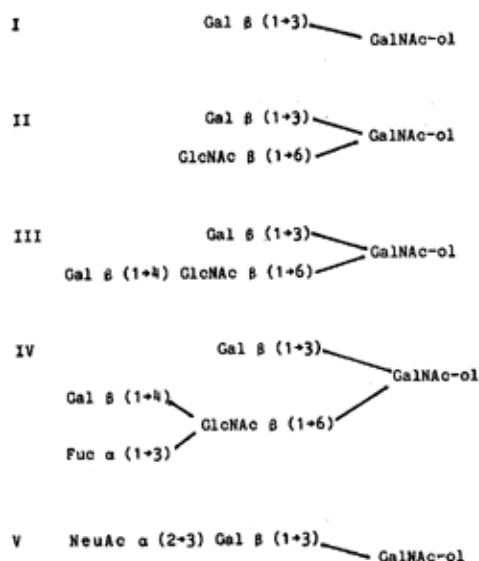 I Gal β (1→3)
GalNAc-ol
II Gal β (1→3)
GalNAc-ol
GlcNAc β (1→6)
III Gal β (1→3)
GalNAc-ol
Gal β (1→4) GlcNAc β (1→6)
IV Gal β (1→3)
GalNAc-ol
Gal β (1→4)
GlcNAc β (1→6)
Fuc α (1→3)
V NeuAc α (2→3) Gal β (1→3)
GalNAc-ol